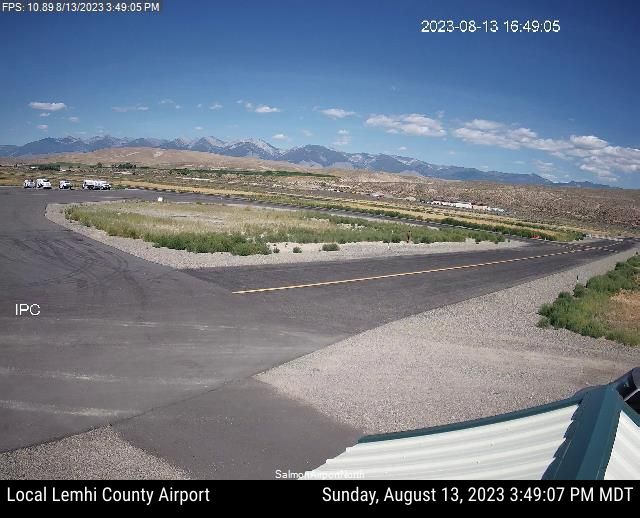 FPS: 10.89 8/13/2023 3:49:05 PM
2023-08-13 16:49:05
IPC
SalmonAirportNorth
Local Lemhi County Airport
Sunday, August 13, 2023 3:49:07 PM MDT